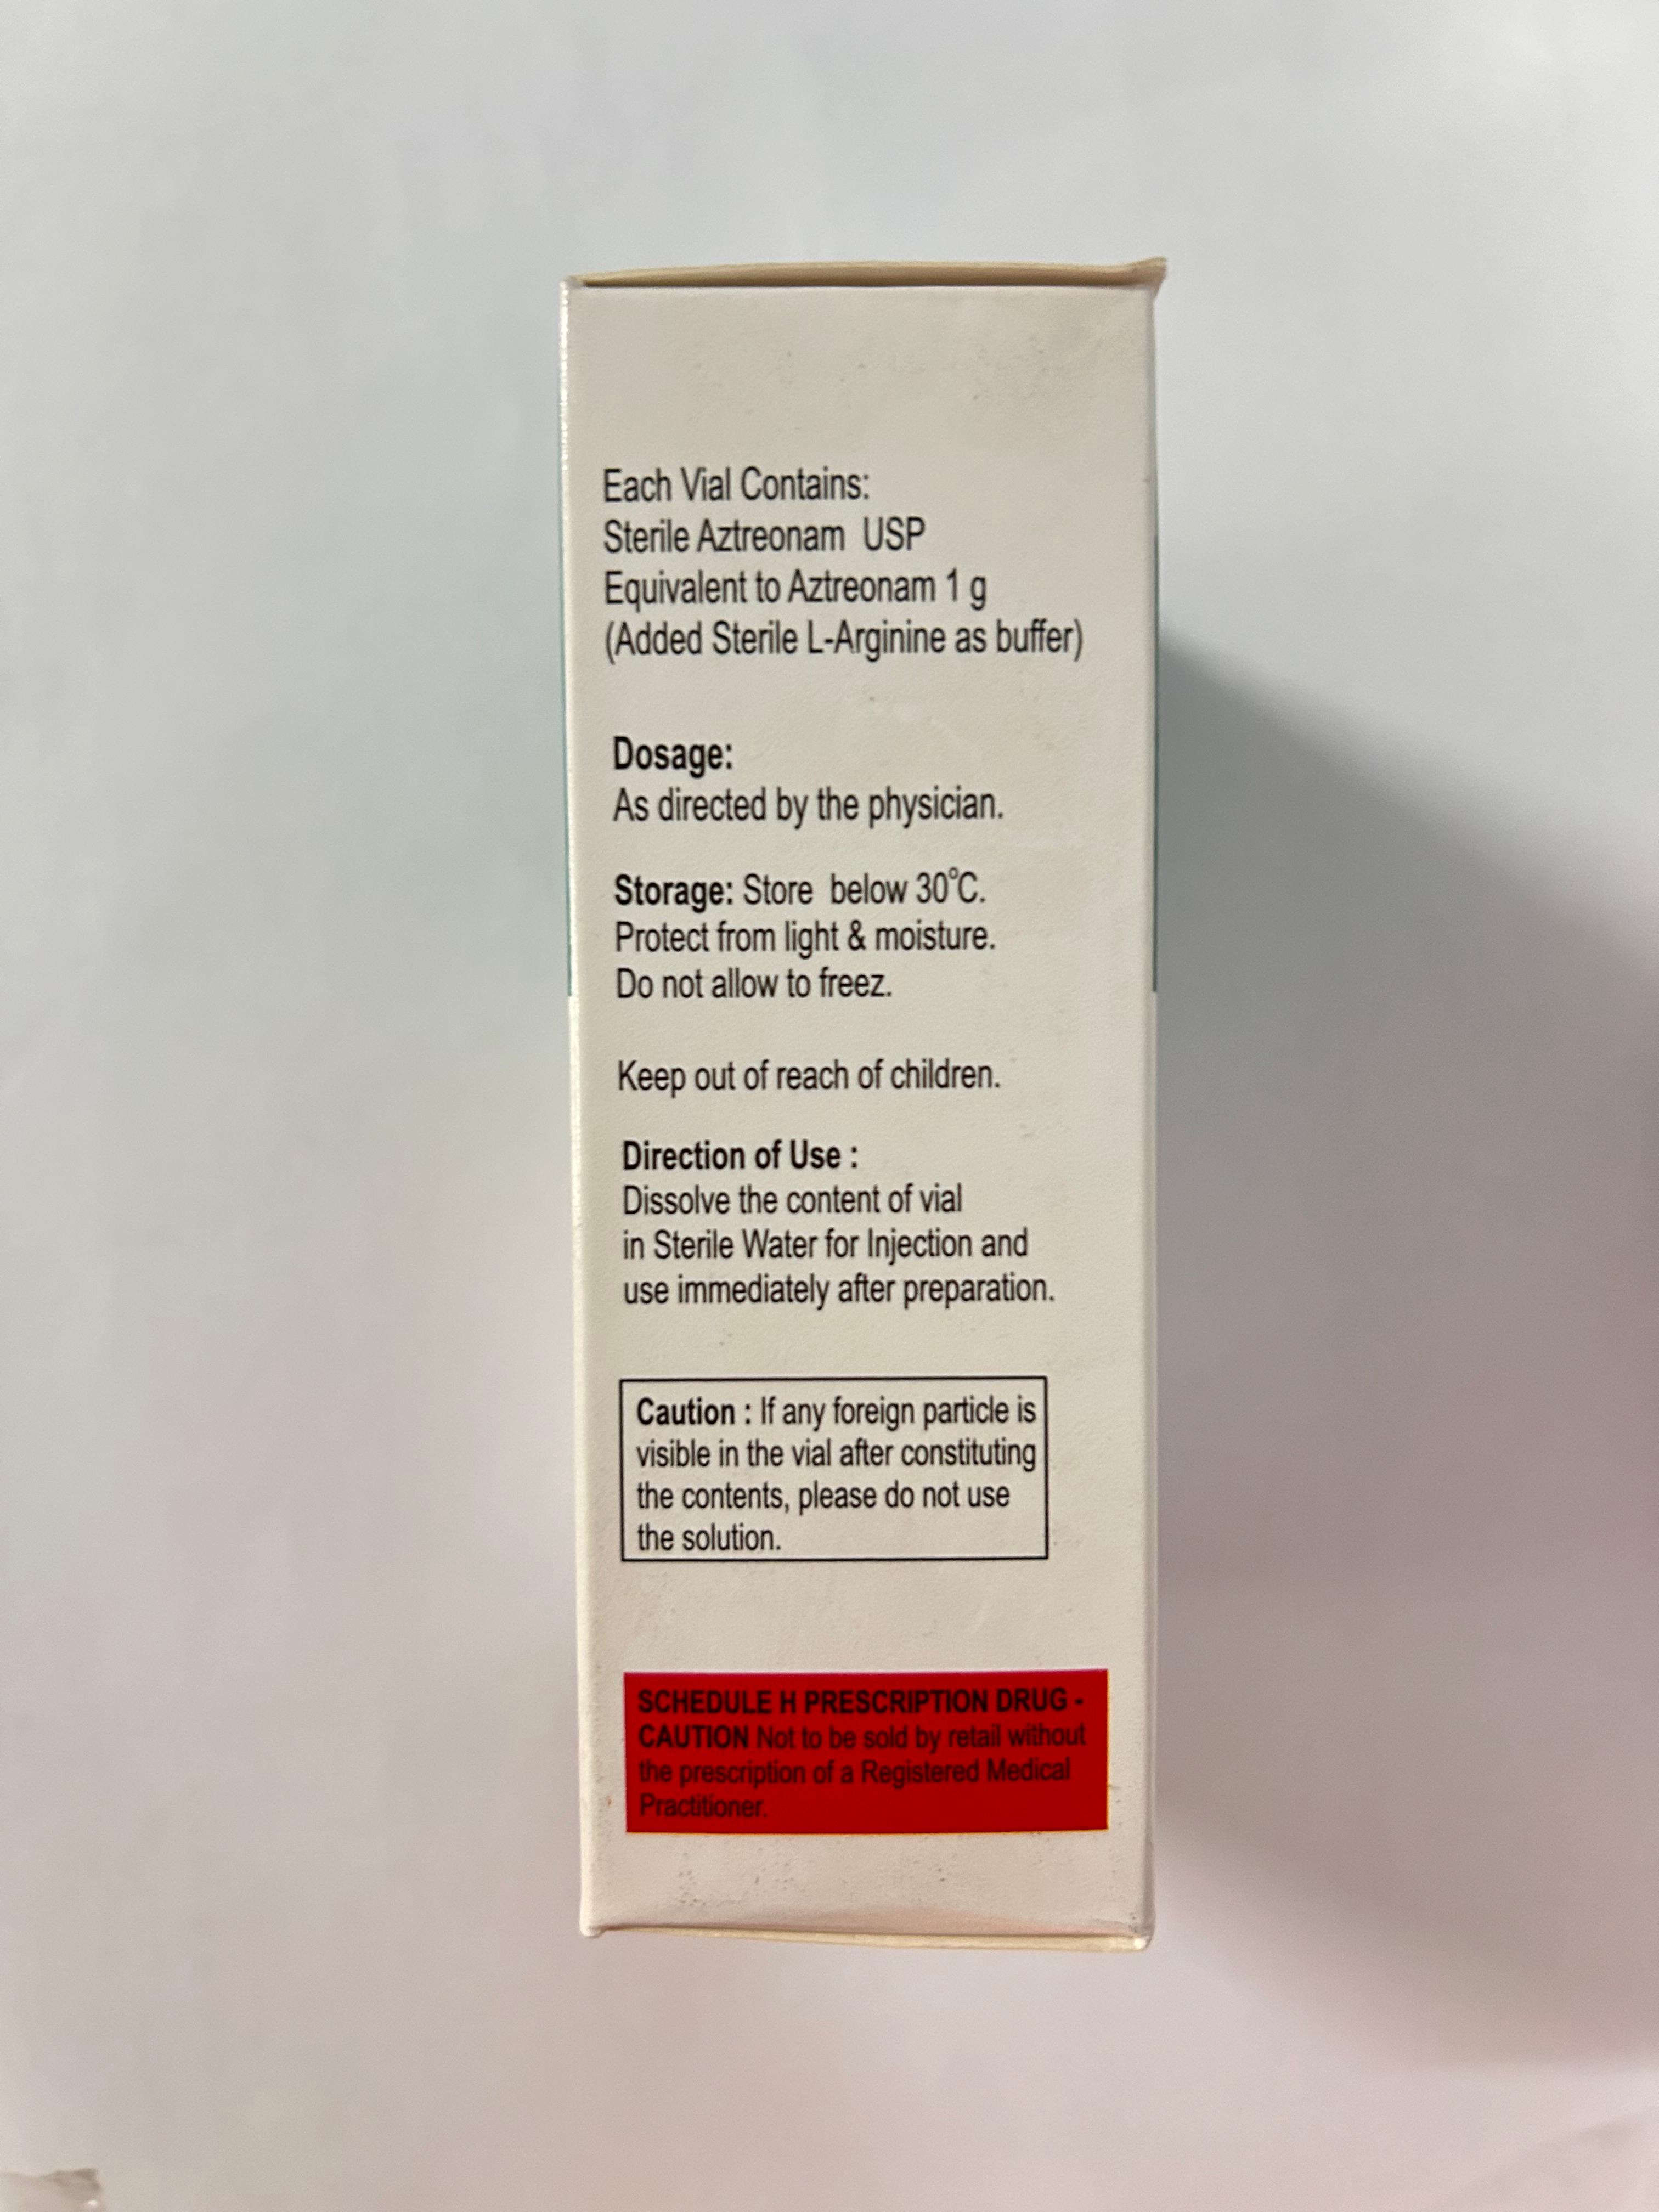 Each Vial Contains:
Sterile Aztreonam USP
Equivalent to Aztreonam 1 g
(Added Sterile L-Arginine as buffer)
Dosage:
As directed by the physician.
Storage: Store below 30°C.
Protect from light & moisture.
Do not allow to freez.
Keep out of reach of children.
Direction of Use :
Dissolve the content of vial
in Sterile Water for Injection and
use immediately after preparation.
Caution : If any foreign particle is
visible in the vial after constituting
the contents, please do not use
the solution.
SCHEDULE H PRESCRIPTION DRUG -
CAUTION Not to be sold by retail without
the prescription of a Registered Medical
Practitioner.